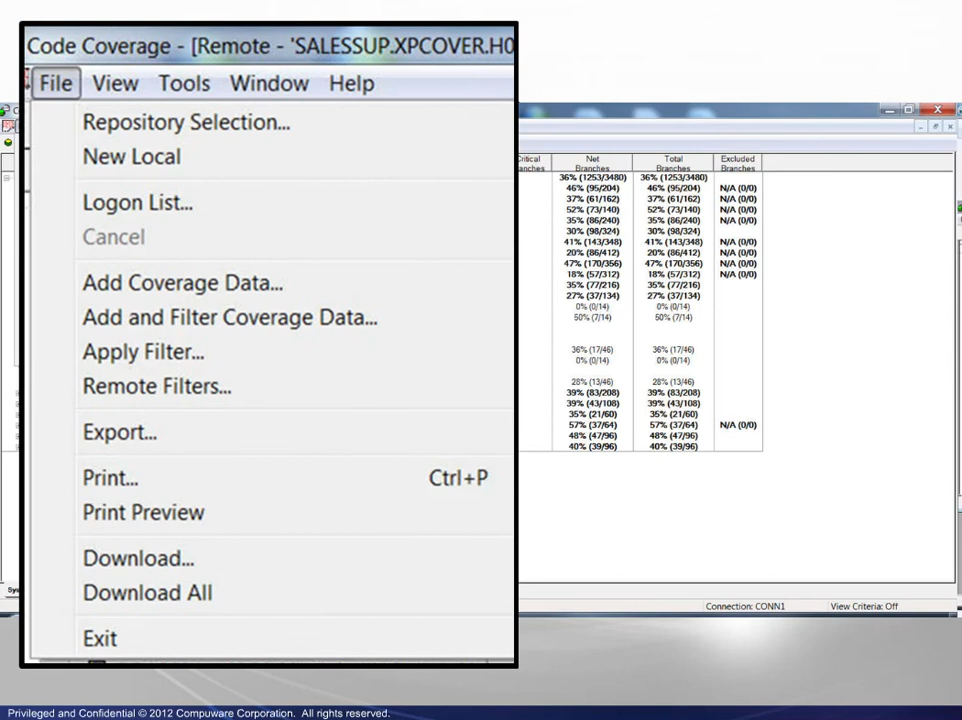 Code Coverage - [Remote - 'SALESSUP.XPCOVER.H0
File View Tools Window Help
Repository Selection...
New Local
Logon List...
Cancel
Add Coverage Data...
Add and Filter Coverage Data...
Apply Filter...
Remote Filters...
Export...
Print... Ctrl+P
Print Preview
Download...
Download All
Exit
Net Total Excluded
Branches Branches Branches
36% (1253/3480) 36% (1253/3480)
46% (95/204) 46% (95/204) N/A (0/0)
37% (61/162) 37% (61/162) N/A (0/0)
52% (73/140) 52% (73/140) N/A (0/0)
35% (86/240) 35% (86/240) N/A (0/0)
30% (98/324) 30% (98/324)
41% (143/348) 41% (143/348) N/A (0/0)
20% (86/412) 20% (86/412) N/A (0/0)
47% (170/356) 47% (170/356) N/A (0/0)
18% (57/312) 18% (57/312) N/A (0/0)
35% (77/216) 35% (77/216)
27% (37/134) 27% (37/134)
0% (0/14) 0% (0/14)
50% (7/14) 50% (7/14)
36% (17/46) 36% (17/46)
0% (0/14) 0% (0/14)
28% (13/46) 28% (13/46)
39% (83/208) 39% (83/208)
39% (43/108) 39% (43/108)
35% (21/60) 35% (21/60)
57% (37/64) 57% (37/64) N/A (0/0)
48% (47/96) 48% (47/96)
40% (39/96) 40% (39/96)
Connection: CONN1 View Criteria: Off
Privileged and Confidential © 2012 Compuware Corporation. All rights reserved.